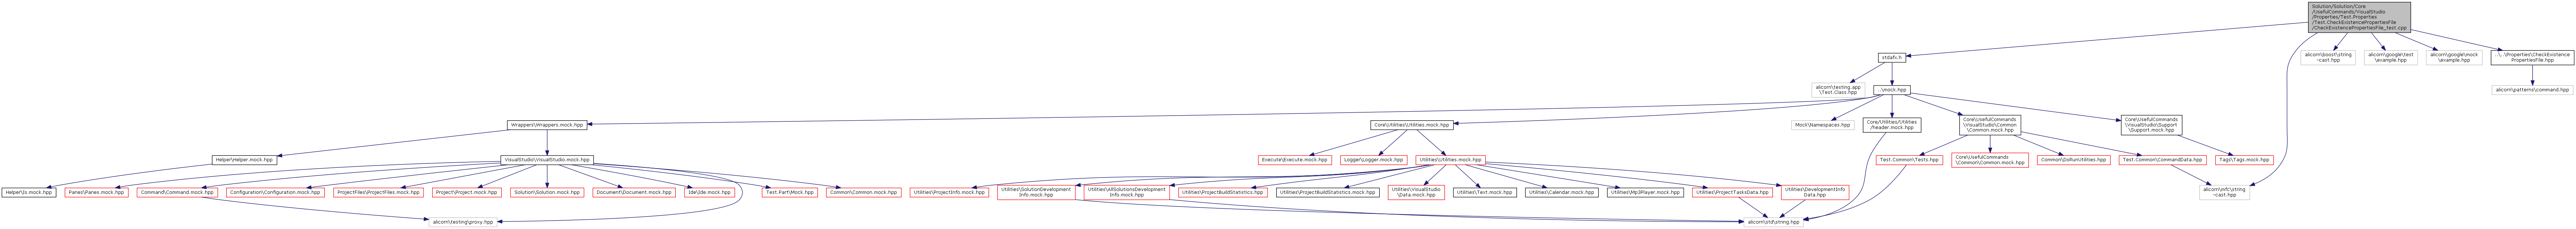 Solution/Solution/Core
/UsefulCommands/VisualStudio
/Properties/Test.Properties
/Test.CheckExistencePropertiesFile
/CheckExistencePropertiesFile_test.cpp
stdafx.h
alicorn\boost\string
-cast.hpp
alicorn\google\test
\example.hpp
alicorn\google\mock
\example.hpp
..\..\Properties\CheckExistence
PropertiesFile.hpp
alicorn\testing.app
\Test.Class.hpp
..\mock.hpp
alicorn\patterns\command.hpp
Wrappers\Wrappers.mock.hpp
Core\Utilities\Utilities.mock.hpp
Mock\Namespaces.hpp
Core/Utilities/Utilities
/header.mock.hpp
Core\UsefulCommands
\VisualStudio\Common
\Common.mock.hpp
Core\UsefulCommands
\VisualStudio\Support
\Support.mock.hpp
Helper\Helper.mock.hpp
VisualStudio\VisualStudio.mock.hpp
Execute\Execute.mock.hpp
Logger\Logger.mock.hpp
Utilities\Utilities.mock.hpp
Test.Common\Tests.hpp
Core\UsefulCommands
\Common\Common.mock.hpp
Common\DoRunUtilities.hpp
Test.Common\CommandData.hpp
Tags\Tags.mock.hpp
Helper\Is.mock.hpp
Panes\Panes.mock.hpp
Command\Command.mock.hpp
Configuration\Configuration.mock.hpp
ProjectFiles\ProjectFiles.mock.hpp
Project\Project.mock.hpp
Solution\Solution.mock.hpp
Document\Document.mock.hpp
Ide\Ide.mock.hpp
Test.Part\Mock.hpp
Common\Common.mock.hpp
Utilities\ProjectInfo.mock.hpp
Utilities\SolutionDevelopment
Info.mock.hpp
Utilities\AllSolutionsDevelopment
Info.mock.hpp
Utilities\ProjectBuildStatistics.hpp
Utilities\ProjectBuildStatistics.mock.hpp
Utilities\VisualStudio
\Data.mock.hpp
Utilities\Text.mock.hpp
Utilities\Calendar.mock.hpp
Utilities\Mp3Player.mock.hpp
Utilities\ProjectTasksData.hpp
Utilities\DevelopmentInfo
Data.hpp
alicorn\mfc\string
-cast.hpp
alicorn\testing\proxy.hpp
alicorn\std\string.hpp